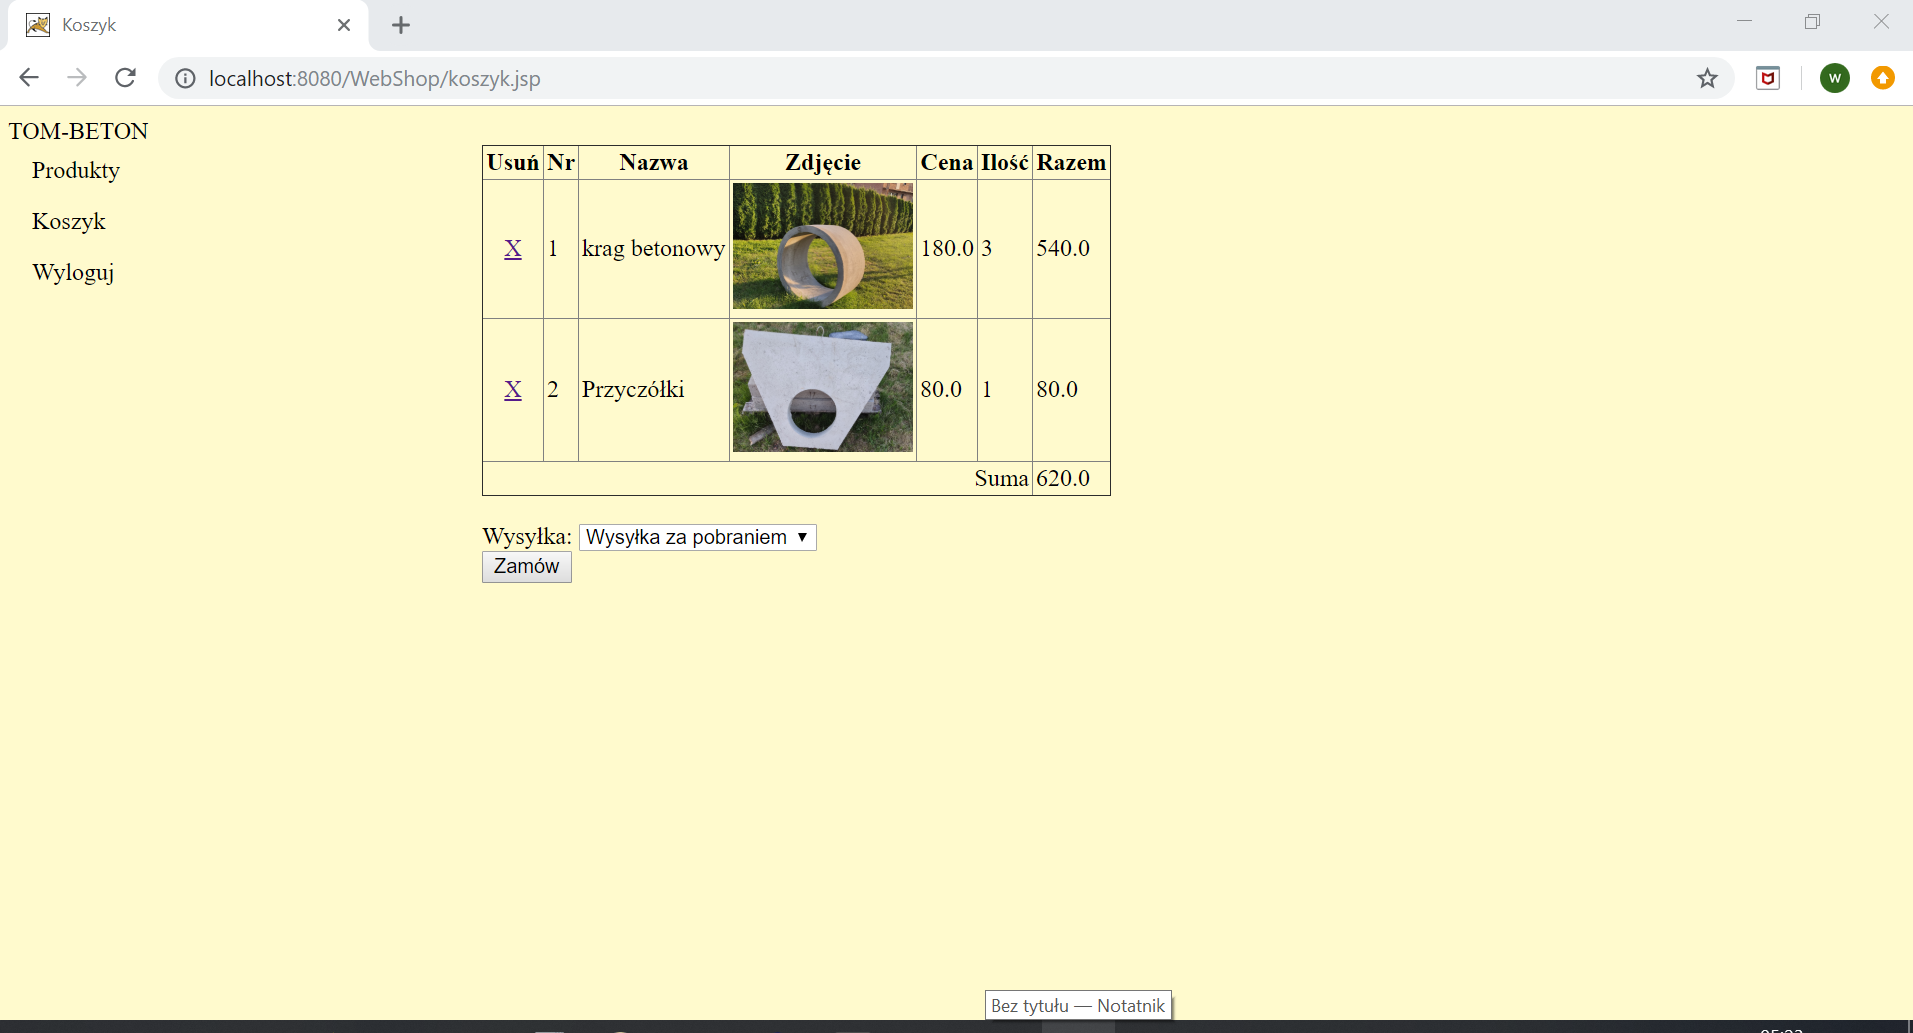 Koszyk
localhost:8080/WebShop/koszyk.jsp
W
TOM-BETON
Produkty
Koszyk
Wyloguj
Usuń Nr Nazwa Zdjęcie Cena Ilość Razem
X 1 krag betonowy 180.0 3 540.0
X 2 Przyczółki 80.0 1 80.0
Suma 620.0
Wysyłka: Wysyłka za pobraniem
Zamów
Bez tytułu — Notatnik